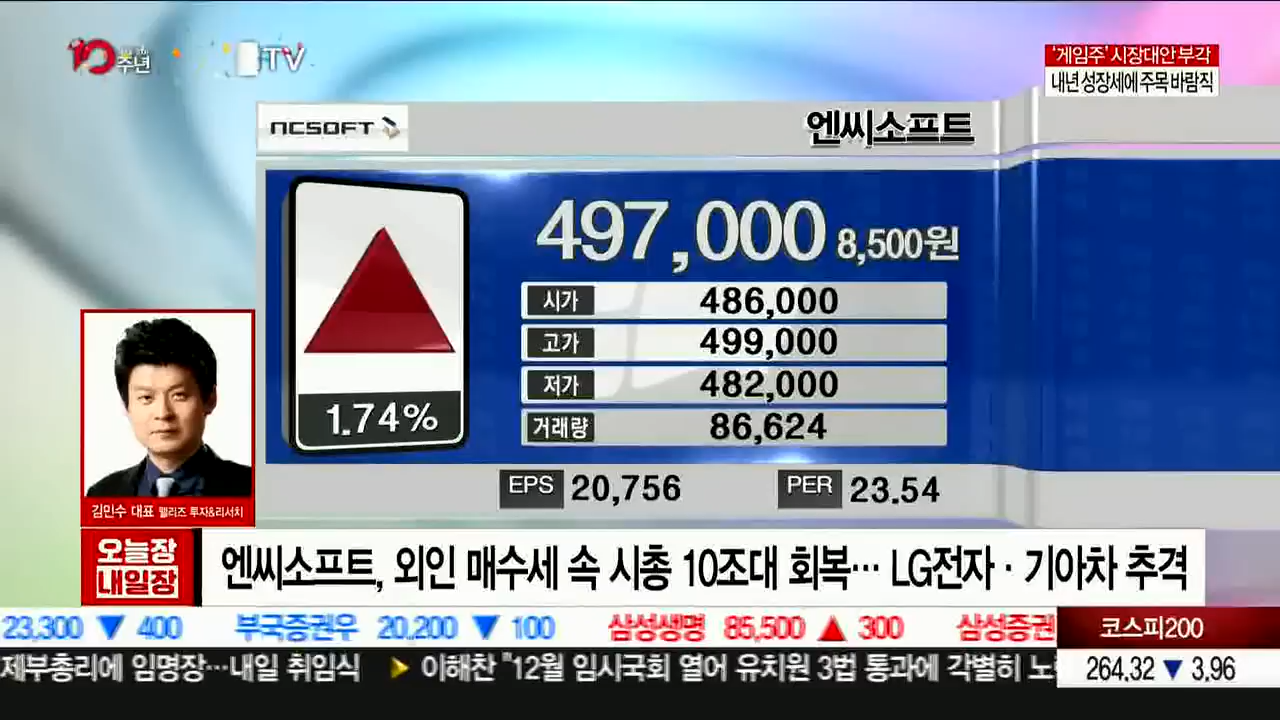 10주년
TV
'게임주' 시장대안 부각
내년 성장세에 주목 바람직
NCSOFT
엔씨소프트
497,000 8,500원
시가 486,000
고가 499,000
저가 482,000
거래량 86,624
1.74%
EPS 20,756 PER 23.54
김민수 대표 펠리즈 투자&리서치
오늘장
내일장
엔씨소프트, 외인 매수세 속 시총 10조대 회복… LG전자·기아차 추격
23,300 ▼ 400 부국증권우 20,200 ▼ 100 삼성생명 85,500 ▲ 300 삼성증권
코스피200
제부총리에 임명장…내일 취임식 ▶ 이해찬 "12월 임시국회 열어 유치원 3법 통과에 각별히 노
264.32 ▼ 3.96